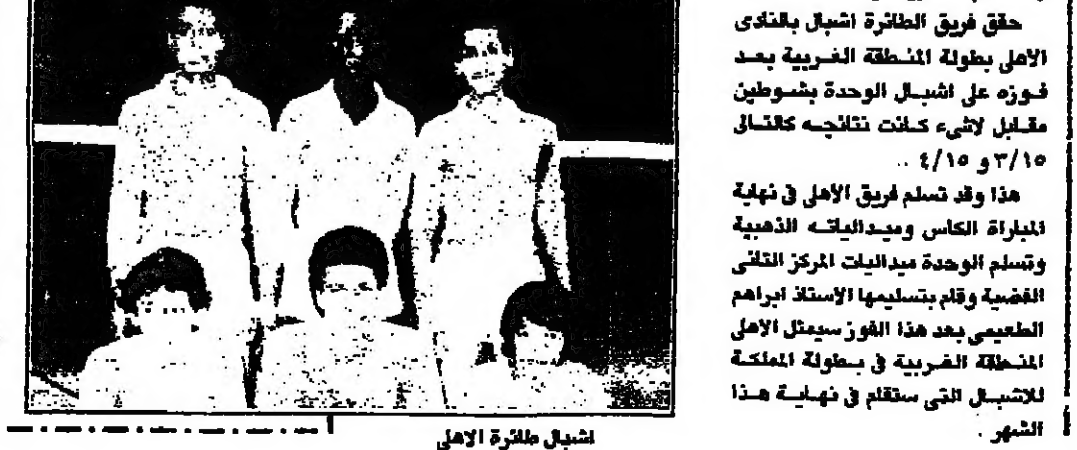 حقق فريق الطائرة اشبال بالنادى
الاهلى بطولة المنطقة الغربية بعد
فوزه على اشبال الوحدة بشوطين
مقابل لاشىء كانت نتائجه كالتالى
٣/١٥ و ٤/١٥ ..
هذا وقد تسلم فريق الاهلى فى نهاية
المباراة الكاس وميدالياته الذهبية
وتسلم الوحدة ميداليات المركز الثانى
الفضية وقام بتسليمها الاستاذ ابراهم
الطعيمى بعد هذا الفوز سيمثل الاهلى
المنطقة الغربية فى بطولة المملكة
للاشبال التى ستقام فى نهاية هذا
الشهر .
اشبال طائرة الاهلى